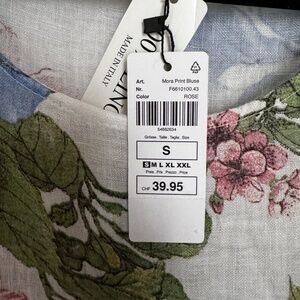 MADE IN ITALY
Art. Mora Print Bluse
Nr. F6610100.43
Color ROSE
54682634
Grösse . Taille . Taglia . Size
S
S M L XL XXL
Preis . Prix . Prezzo . Price
CHF 39.95